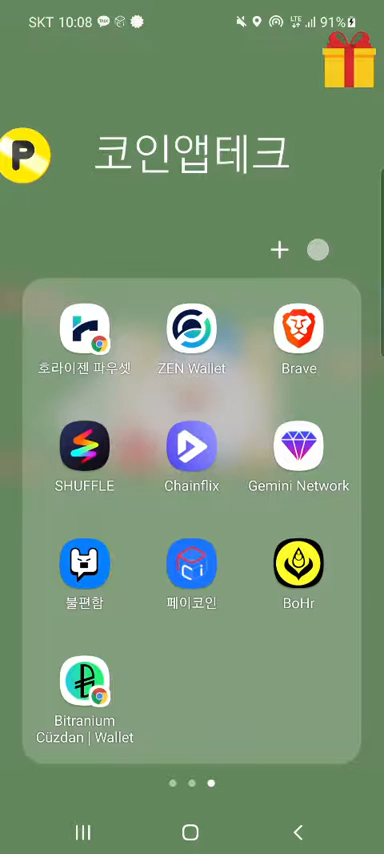 SKT 10:08
LTE
91%
P
코인앱테크
호라이젠 파우셋
ZEN Wallet
Brave
SHUFFLE
Chainflix
Gemini Network
불편함
페이코인
BoHr
Bitranium
Cüzdan | Wallet